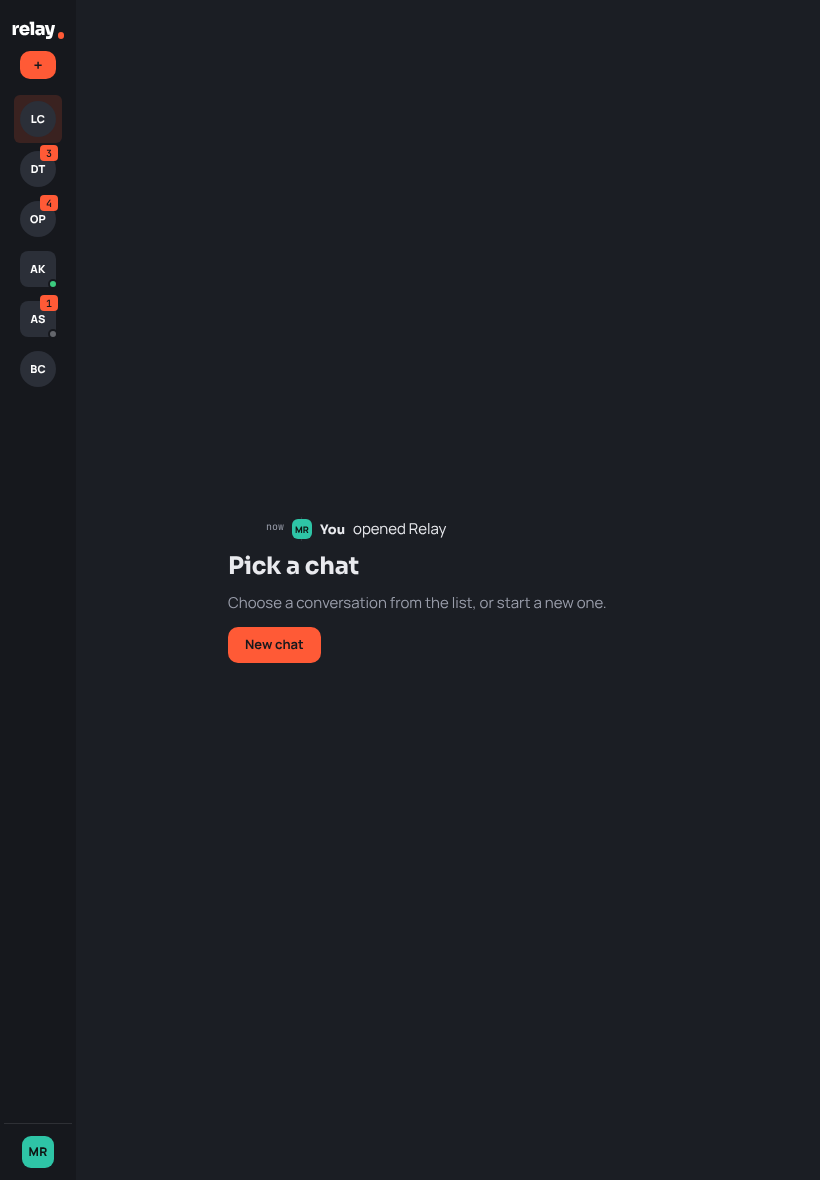 relay.
+
LC
3
DT
4
OP
AK
1
AS
BC
now MR You opened Relay
Pick a chat
Choose a conversation from the list, or start a new one.
New chat
MR